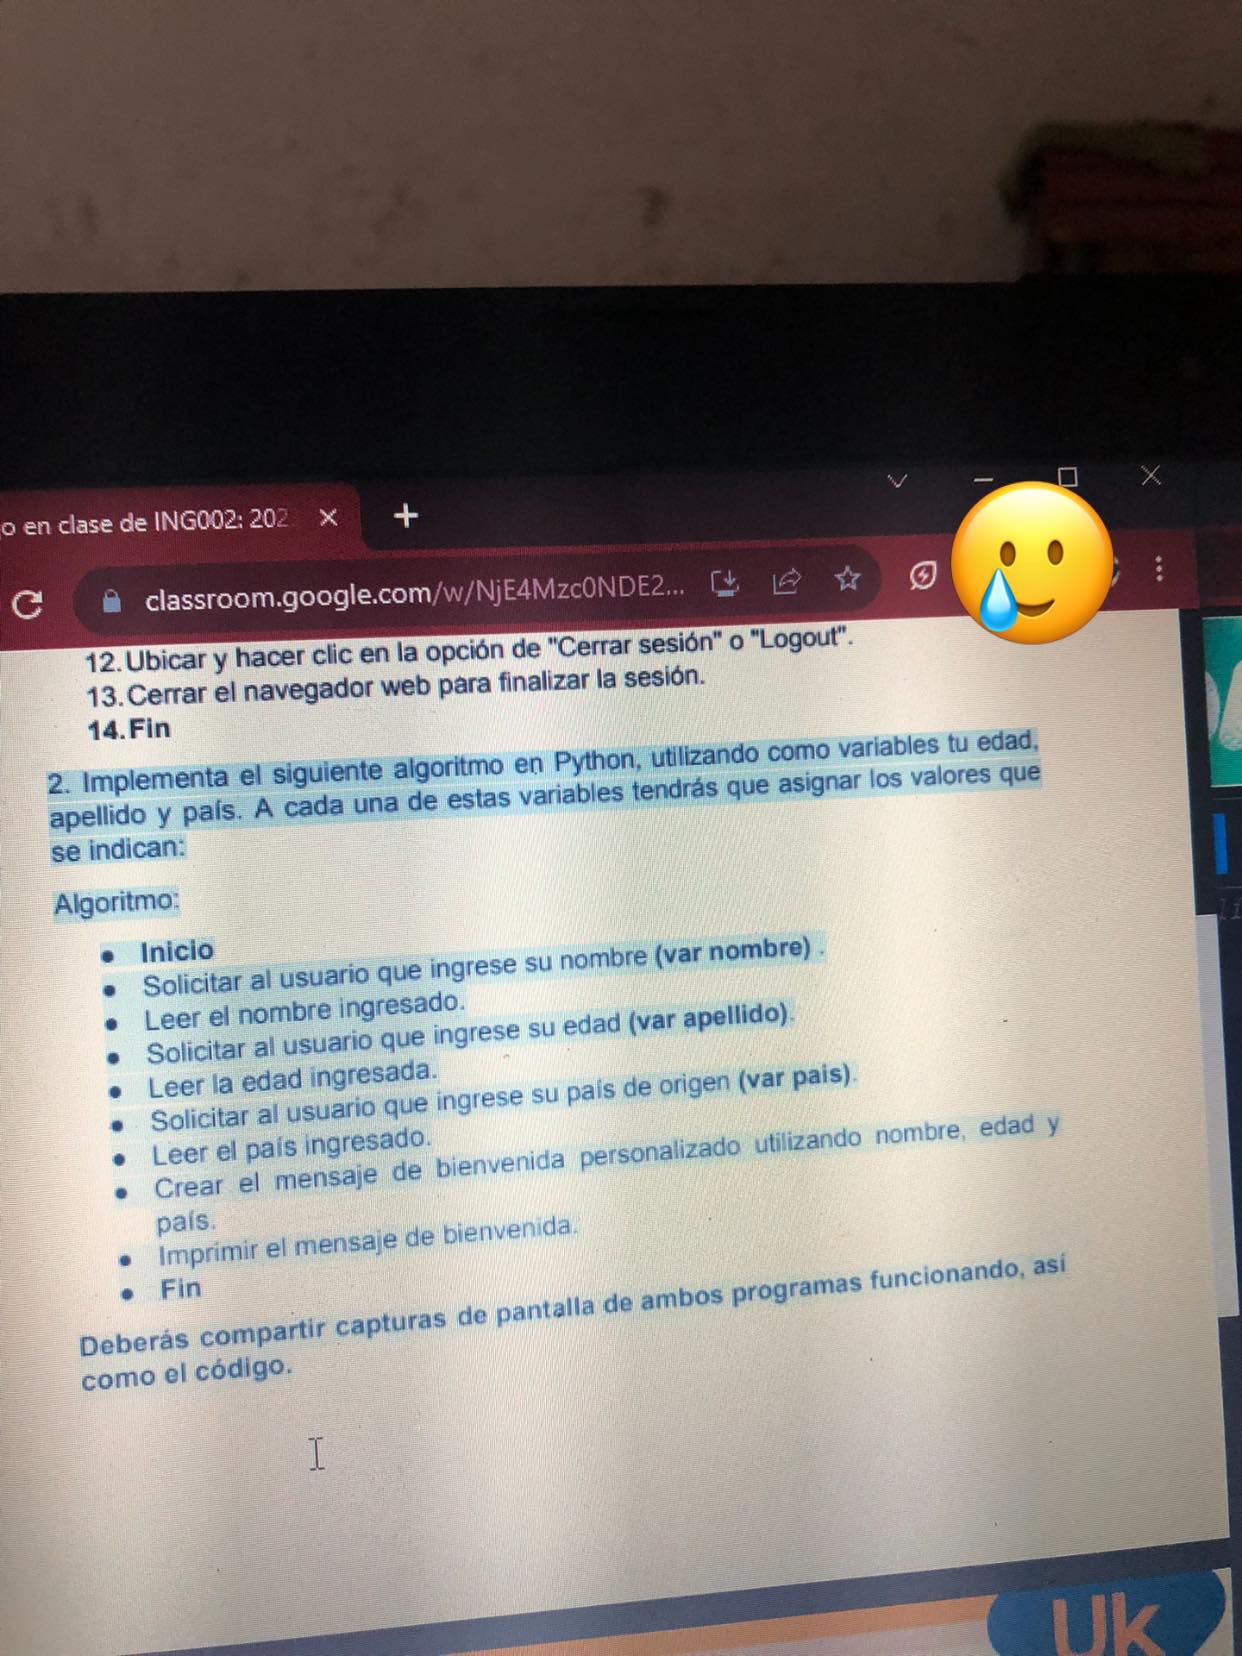 o en clase de ING002: 202
classroom.google.com/w/NjE4Mzc0NDE2...
12. Ubicar y hacer clic en la opción de "Cerrar sesión" o "Logout".
13. Cerrar el navegador web para finalizar la sesión.
14. Fin
2. Implementa el siguiente algoritmo en Python, utilizando como variables tu edad,
apellido y país. A cada una de estas variables tendrás que asignar los valores que
se indican:
Algoritmo:
• Inicio
• Solicitar al usuario que ingrese su nombre (var nombre) .
• Leer el nombre ingresado.
• Solicitar al usuario que ingrese su edad (var apellido).
• Leer la edad ingresada.
• Solicitar al usuario que ingrese su país de origen (var pais).
• Leer el país ingresado.
• Crear el mensaje de bienvenida personalizado utilizando nombre, edad y
país.
• Imprimir el mensaje de bienvenida.
• Fin
Deberás compartir capturas de pantalla de ambos programas funcionando, así
como el código.
Uk